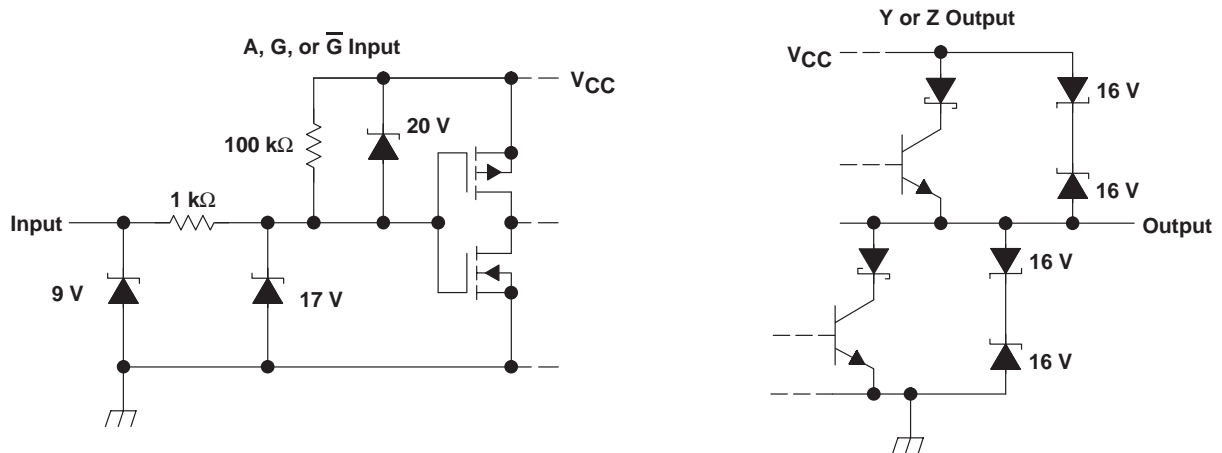 A, G, or G̅ Input
VCC
20 V
100 kΩ
1 kΩ
Input
9 V
17 V
Y or Z Output
VCC
16 V
16 V
Output
16 V
16 V